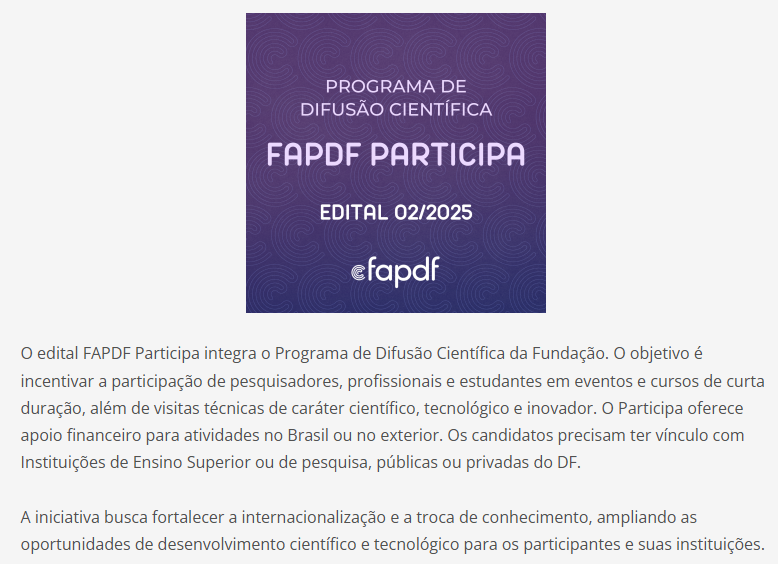 PROGRAMA DE
DIFUSÃO CIENTÍFICA
FAPDF PARTICIPA
EDITAL 02/2025
fapdf
O edital FAPDF Participa integra o Programa de Difusão Científica da Fundação. O objetivo é
incentivar a participação de pesquisadores, profissionais e estudantes em eventos e cursos de curta
duração, além de visitas técnicas de caráter científico, tecnológico e inovador. O Participa oferece
apoio financeiro para atividades no Brasil ou no exterior. Os candidatos precisam ter vínculo com
Instituições de Ensino Superior ou de pesquisa, públicas ou privadas do DF.
A iniciativa busca fortalecer a internacionalização e a troca de conhecimento, ampliando as
oportunidades de desenvolvimento científico e tecnológico para os participantes e suas instituições.